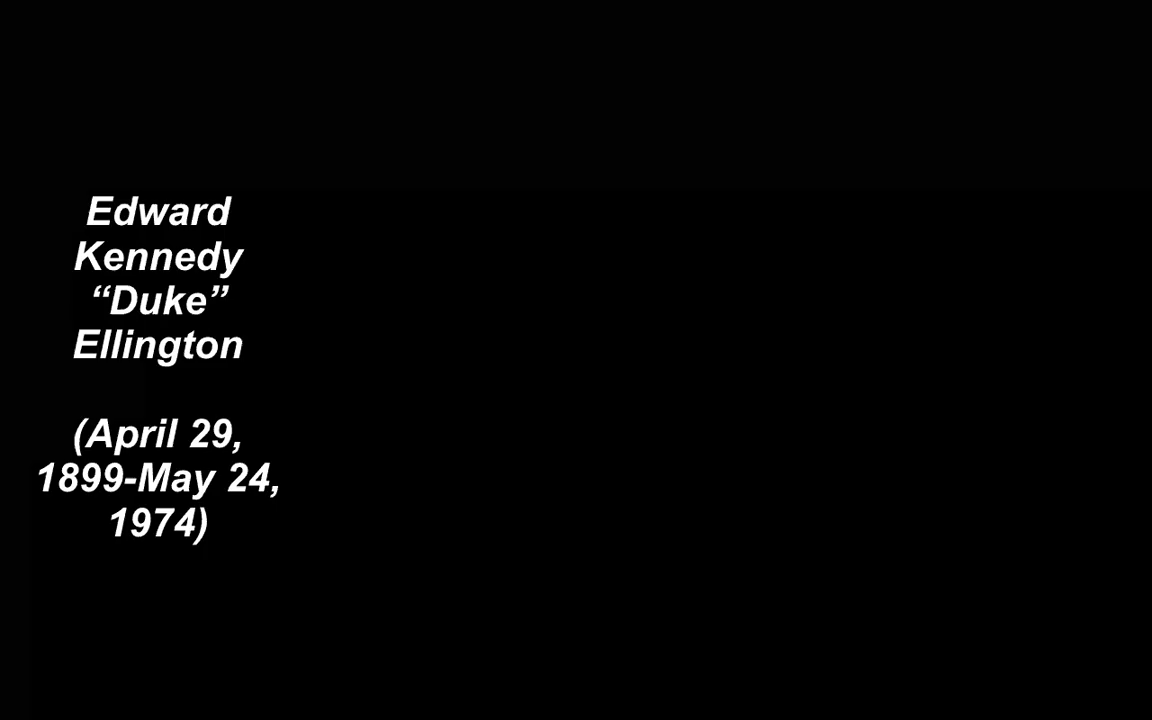 Edward
Kennedy
“Duke”
Ellington
(April 29,
1899-May 24,
1974)